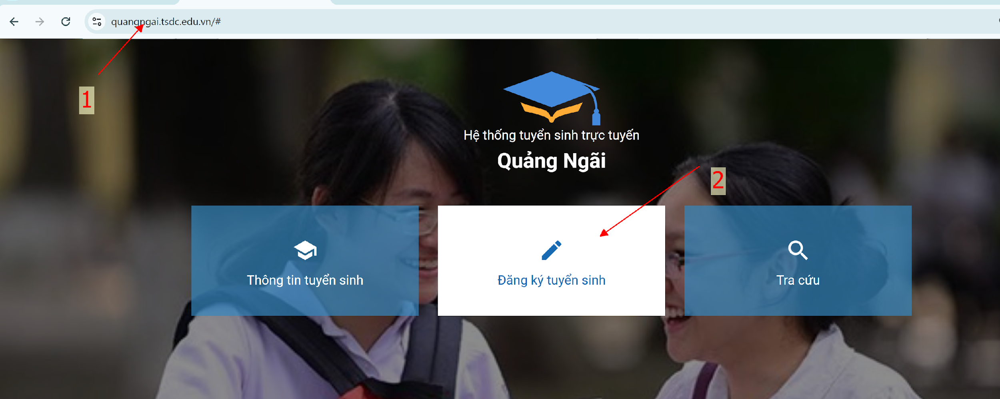 quangngai.tsdc.edu.vn/#
1
Hệ thống tuyển sinh trực tuyến
Quảng Ngãi
2
Thông tin tuyển sinh
Đăng ký tuyển sinh
Tra cứu